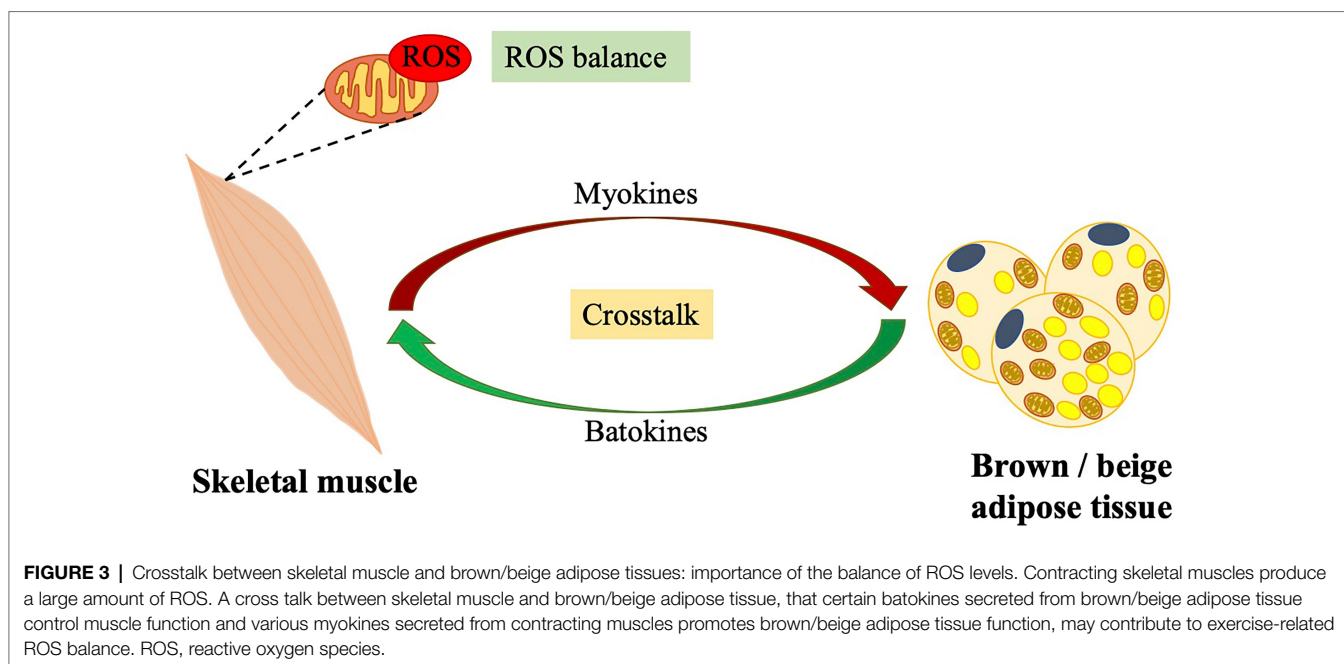 ROS
ROS balance
Myokines
Crosstalk
Batokines
Skeletal muscle
Brown / beige
adipose tissue
FIGURE 3 | Crosstalk between skeletal muscle and brown/beige adipose tissues: importance of the balance of ROS levels. Contracting skeletal muscles produce
a large amount of ROS. A cross talk between skeletal muscle and brown/beige adipose tissue, that certain batokines secreted from brown/beige adipose tissue
control muscle function and various myokines secreted from contracting muscles promotes brown/beige adipose tissue function, may contribute to exercise-related
ROS balance. ROS, reactive oxygen species.